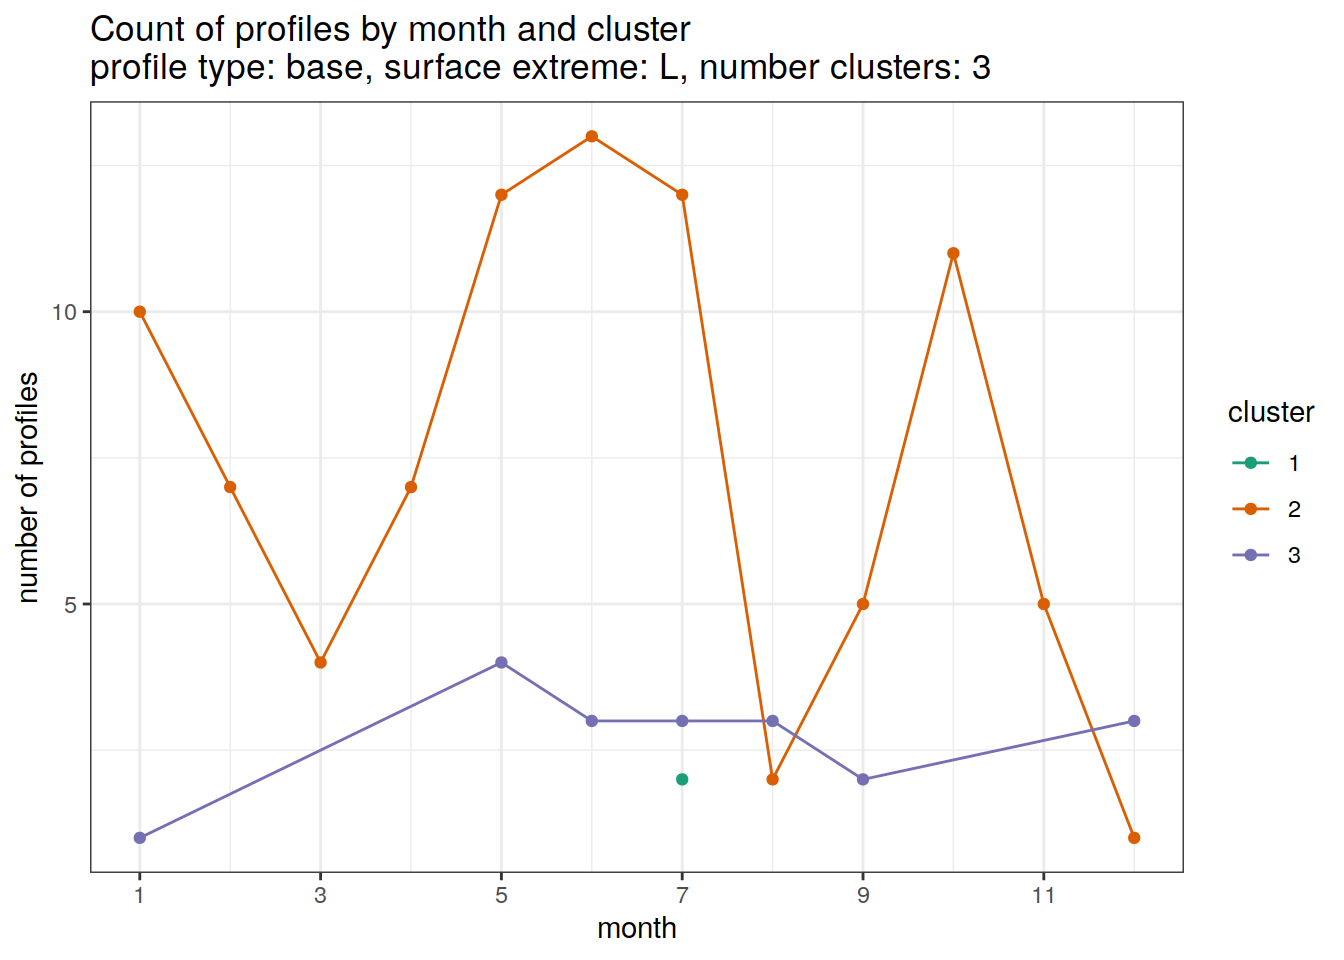 Count of profiles by month and cluster
profile type: base, surface extreme: L, number clusters: 3
10
5
number of profiles
1 3 5 7 9 11
month
cluster
1
2
3